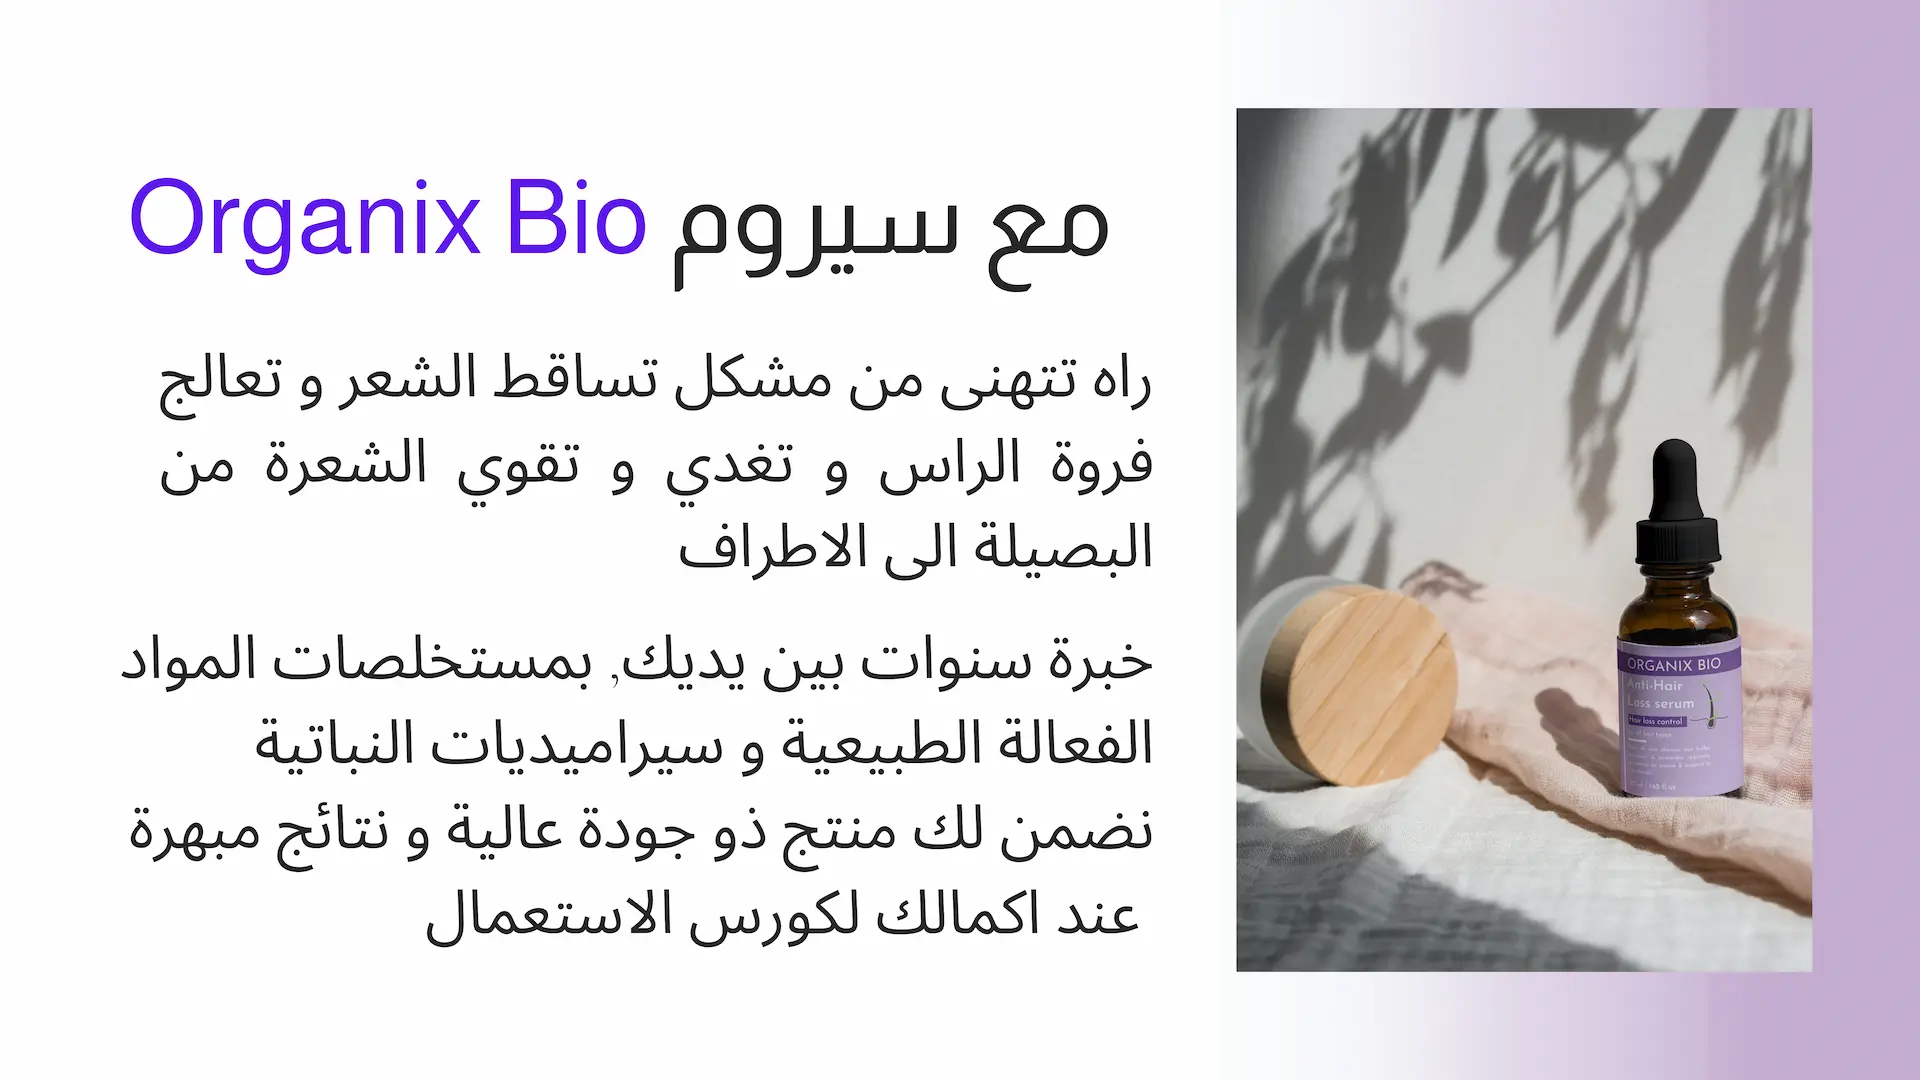 مع سيروم Organix Bio
راه تتهنى من مشكل تساقط الشعر و تعالج
فروة الراس و تغدي و تقوي الشعرة من
البصيلة الى الاطراف
خبرة سنوات بين يديك, بمستخلصات المواد
الفعالة الطبيعية و سيراميديات النباتية
نضمن لك منتج ذو جودة عالية و نتائج مبهرة
عند اكمالك لكورس الاستعمال
ORGANIX BIO
Anti-Hair
Loss serum
Hair loss control